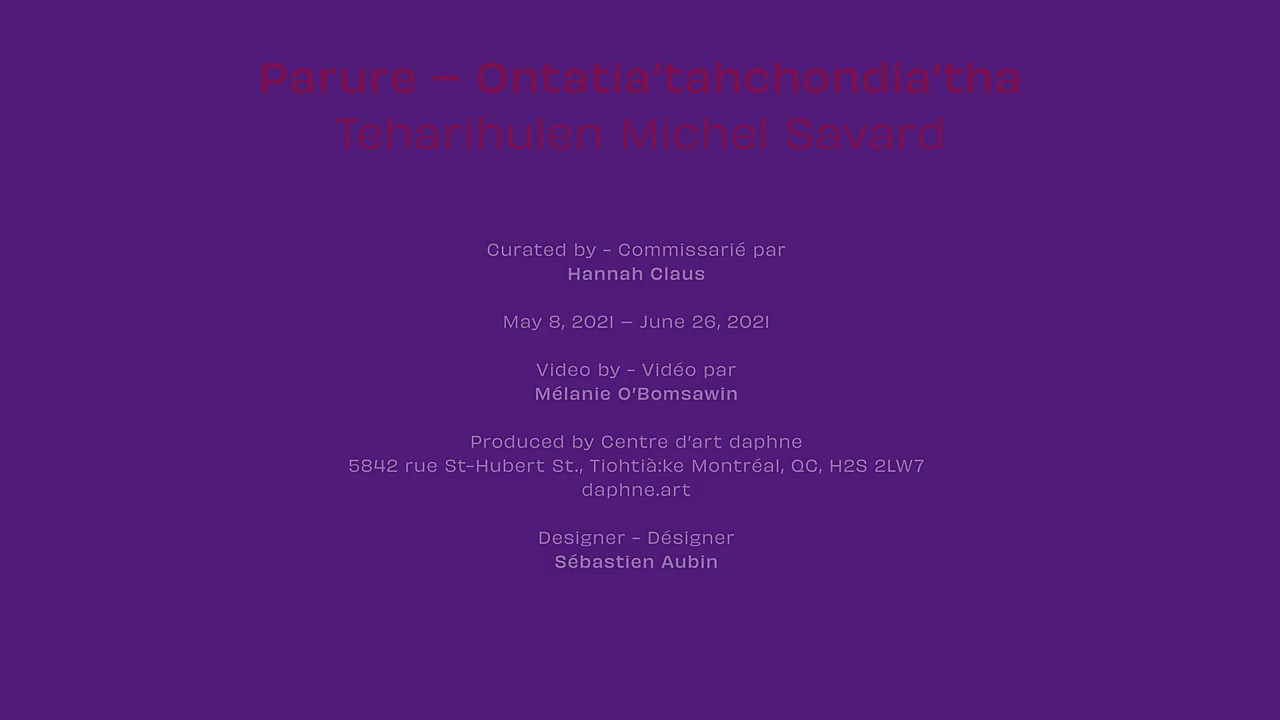 Parure – Ontatia'tahchondia'tha
Teharihulen Michel Savard
Curated by - Commissarié par
Hannah Claus
May 8, 2021 – June 26, 2021
Video by - Vidéo par
Mélanie O'Bomsawin
Produced by Centre d'art daphne
5842 rue St-Hubert St., Tiohtià:ke Montréal, QC, H2S 2LW7
daphne.art
Designer - Désigner
Sébastien Aubin